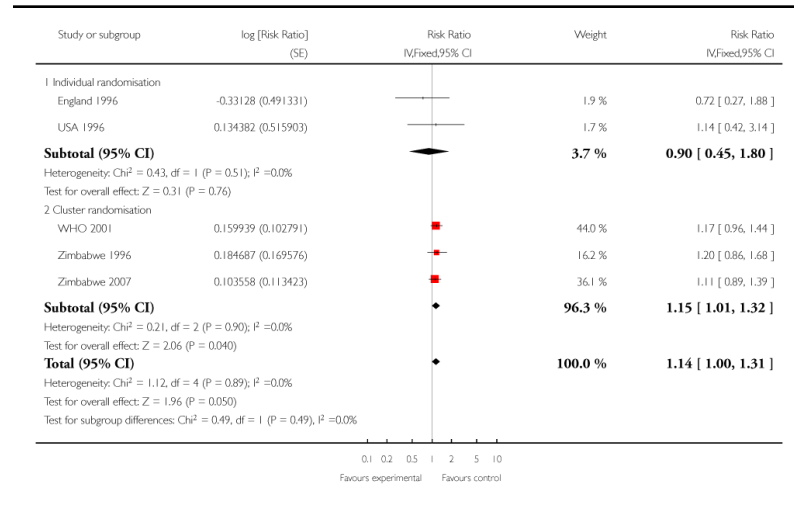 Study or subgroup log [Risk Ratio] Risk Ratio Weight Risk Ratio
(SE) IV,Fixed,95% CI IV,Fixed,95% CI
1 Individual randomisation
England 1996 -0.33128 (0.491331) 1.9 % 0.72 [ 0.27, 1.88 ]
USA 1996 0.134382 (0.515903) 1.7 % 1.14 [ 0.42, 3.14 ]
Subtotal (95% CI) 3.7 % 0.90 [ 0.45, 1.80 ]
Heterogeneity: Chi² = 0.43, df = 1 (P = 0.51); I² =0.0%
Test for overall effect: Z = 0.31 (P = 0.76)
2 Cluster randomisation
WHO 2001 0.159939 (0.102791) 44.0 % 1.17 [ 0.96, 1.44 ]
Zimbabwe 1996 0.184687 (0.169576) 16.2 % 1.20 [ 0.86, 1.68 ]
Zimbabwe 2007 0.103558 (0.113423) 36.1 % 1.11 [ 0.89, 1.39 ]
Subtotal (95% CI) 96.3 % 1.15 [ 1.01, 1.32 ]
Heterogeneity: Chi² = 0.21, df = 2 (P = 0.90); I² =0.0%
Test for overall effect: Z = 2.06 (P = 0.040)
Total (95% CI) 100.0 % 1.14 [ 1.00, 1.31 ]
Heterogeneity: Chi² = 1.12, df = 4 (P = 0.89); I² =0.0%
Test for overall effect: Z = 1.96 (P = 0.050)
Test for subgroup differences: Chi² = 0.49, df = 1 (P = 0.49), I² =0.0%
0.1 0.2 0.5 1 2 5 10
Favours experimental Favours control